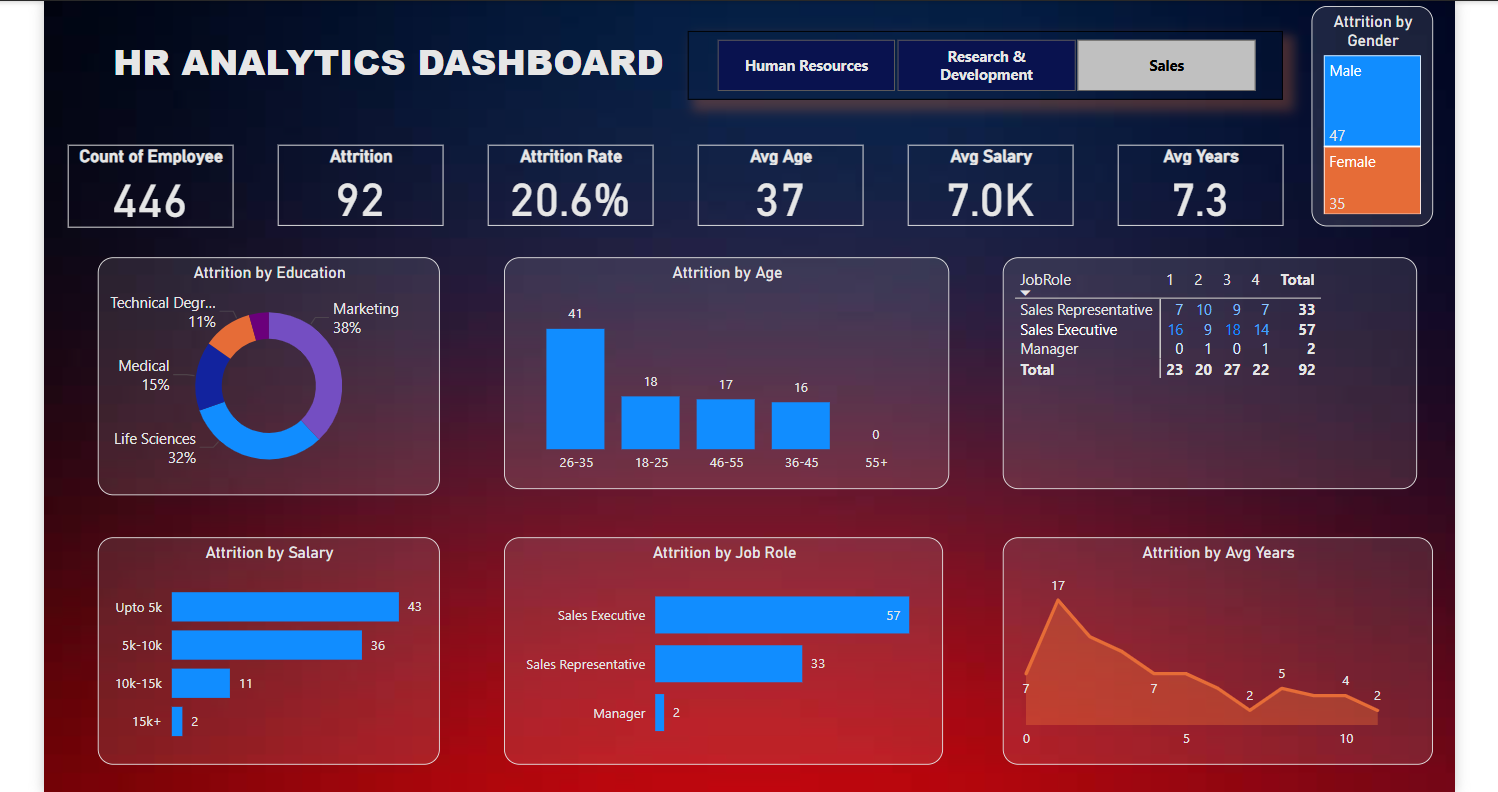 HR ANALYTICS DASHBOARD
Human Resources
Research &
Development
Sales
Attrition by
Gender
Male
47
Female
35
Count of Employee
446
Attrition
92
Attrition Rate
20.6%
Avg Age
37
Avg Salary
7.0K
Avg Years
7.3
Attrition by Education
Technical Degr...
11%
Marketing
38%
Medical
15%
Life Sciences
32%
Attrition by Age
41
18
17
16
0
26-35 18-25 46-55 36-45 55+
JobRole 1 2 3 4 Total
Sales Representative 7 10 9 7 33
Sales Executive 16 9 18 14 57
Manager 0 1 0 1 2
Total 23 20 27 22 92
Attrition by Salary
Upto 5k 43
5k-10k 36
10k-15k 11
15k+ 2
Attrition by Job Role
Sales Executive 57
Sales Representative 33
Manager 2
Attrition by Avg Years
17
7
7
2
5
4
2
0 5 10